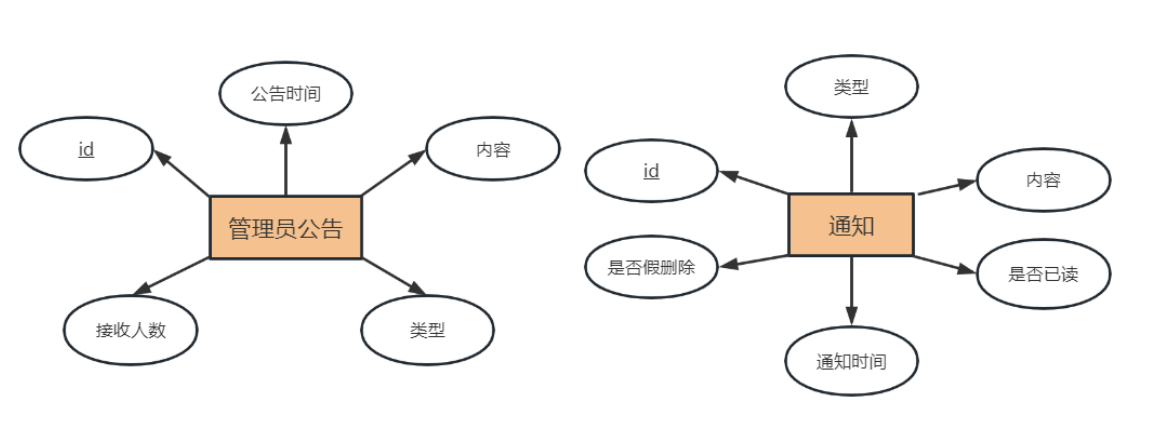 公告时间
id
内容
管理员公告
接收人数
类型
类型
id
内容
通知
是否假删除
是否已读
通知时间